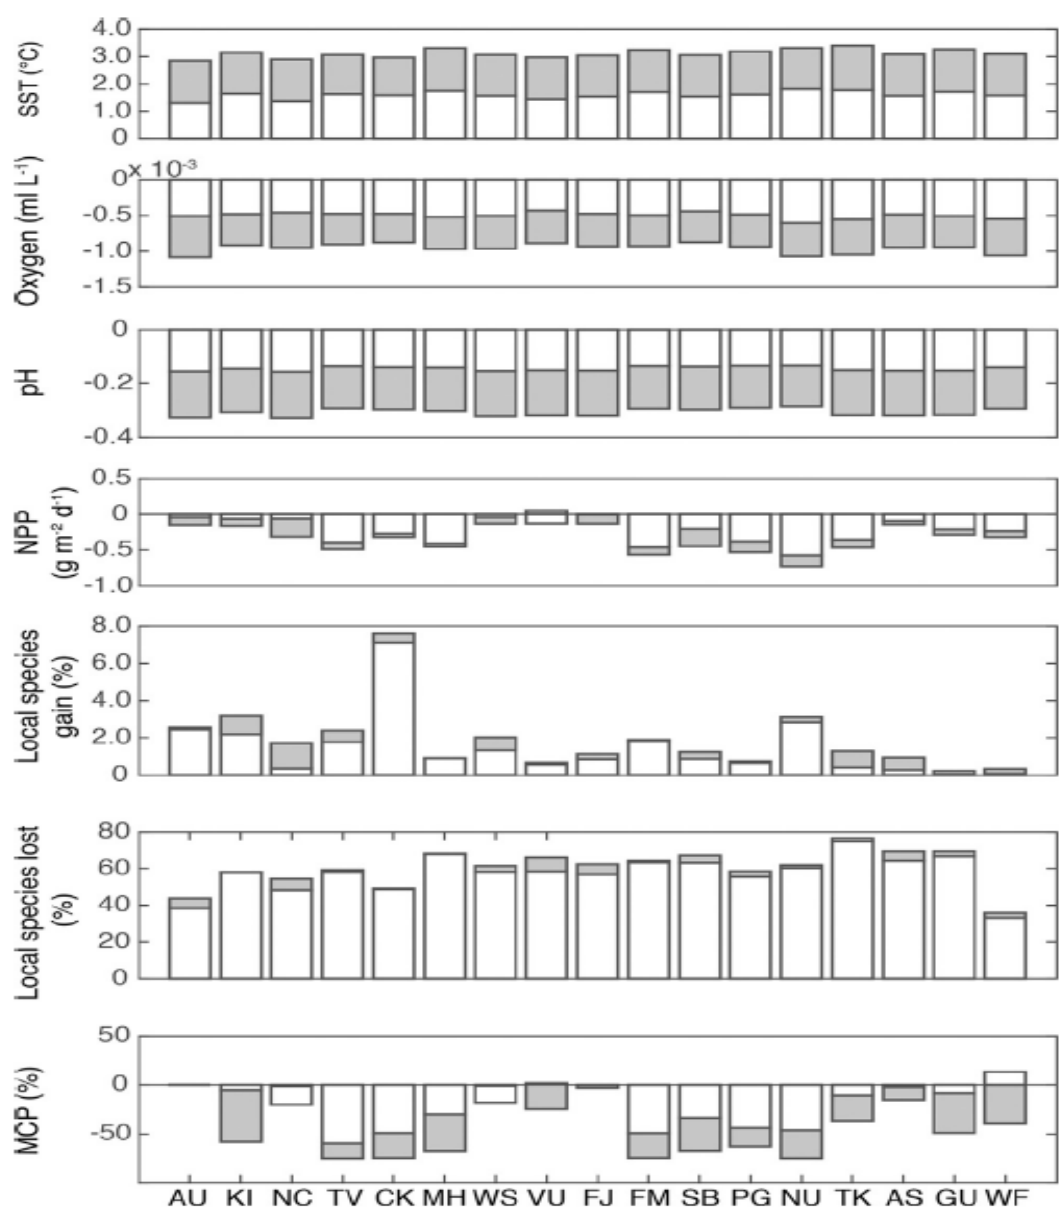 SST (°C)
4.0
3.0
2.0
1.0
0
Oxygen (ml L-1)
x 10-3
0
-0.5
-1.0
-1.5
pH
0
-0.2
-0.4
NPP
(g m-2 d-1)
0.5
0
-0.5
-1.0
Local species
gain (%)
8.0
6.0
4.0
2.0
0
Local species lost
(%)
80
60
40
20
0
MCP (%)
50
0
-50
AU KI NC TV CK MH WS VU FJ FM SB PG NU TK AS GU WF